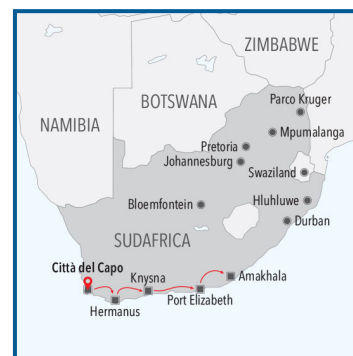 ZIMBABWE
Parco Kruger
BOTSWANA
NAMIBIA
Mpumalanga
Pretoria
Johannesburg
Swaziland
Hluhluwe
Bloemfontein
Durban
SUDAFRICA
Città del Capo
Knysna
Amakhala
Port Elizabeth
Hermanus